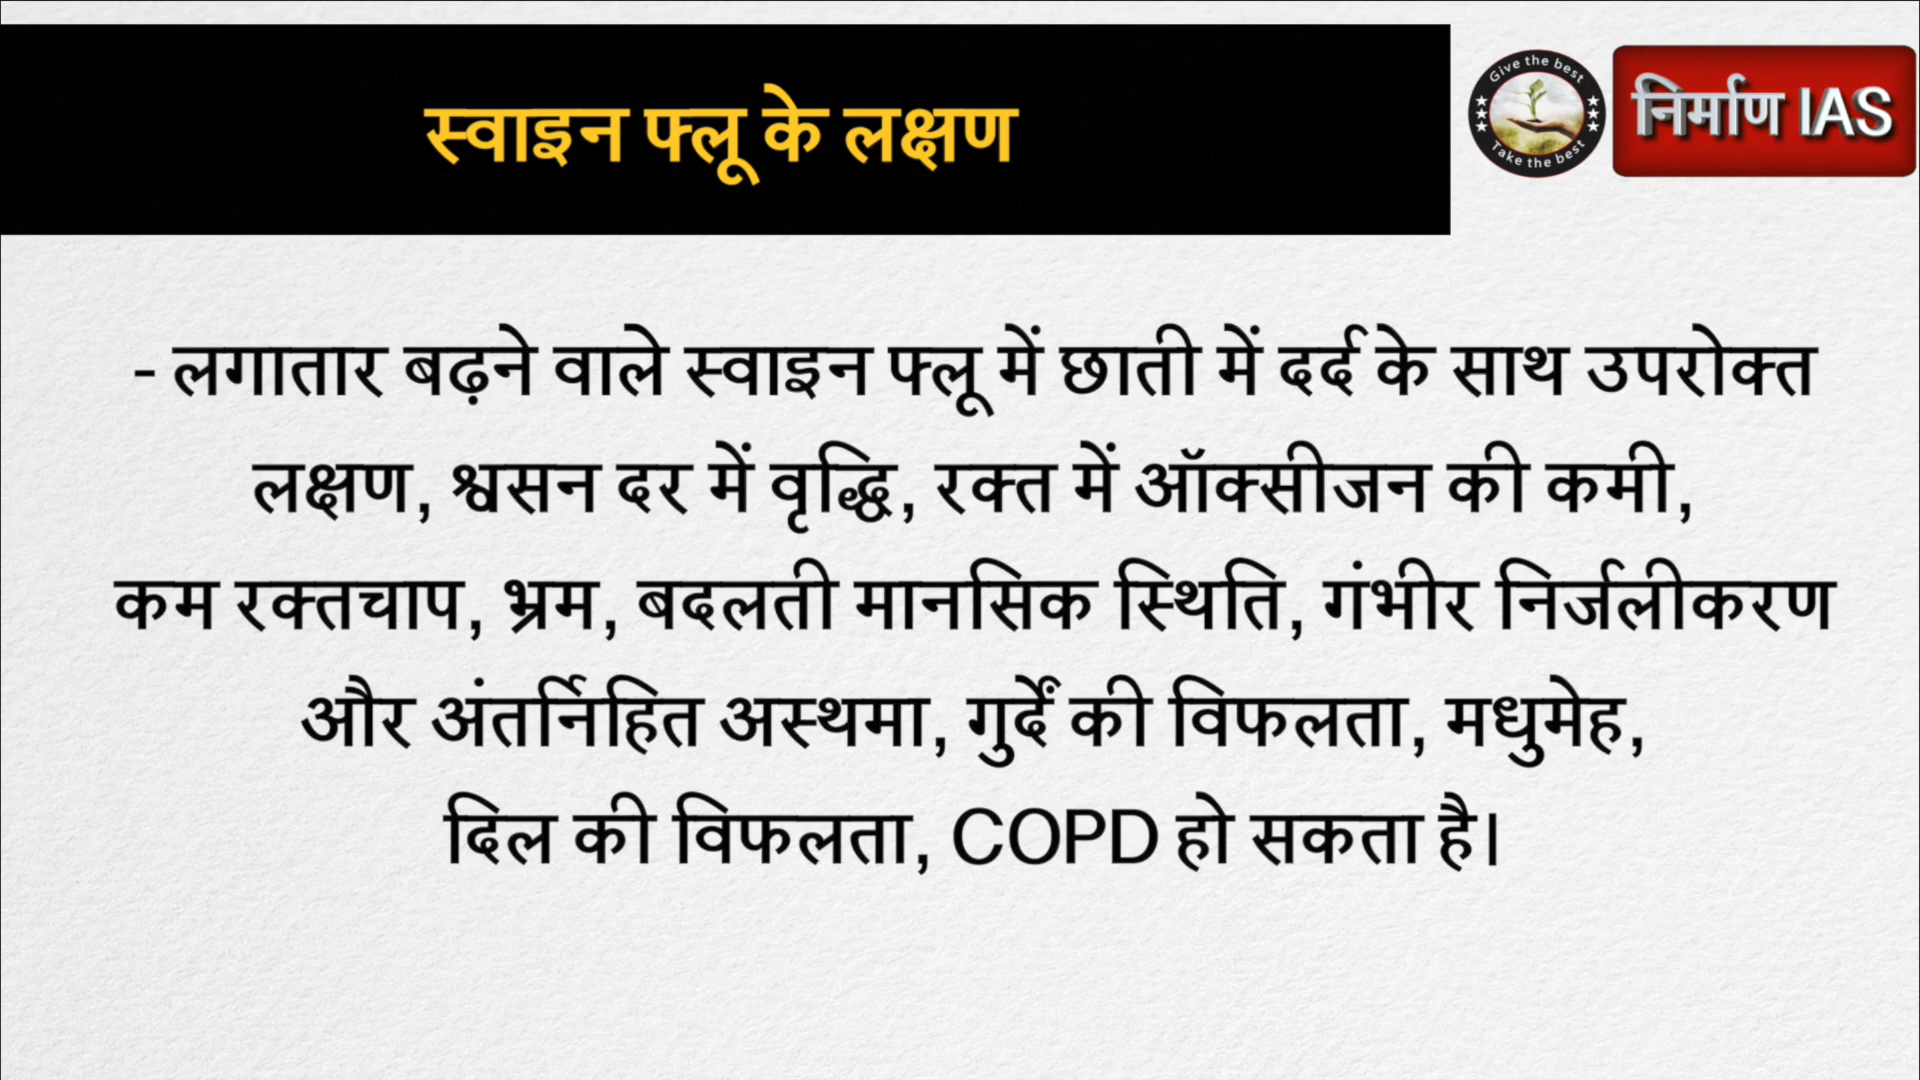 स्वाइन फ्लू के लक्षण
Give the best
Take the best
निर्माण IAS
- लगातार बढ़ने वाले स्वाइन फ्लू में छाती में दर्द के साथ उपरोक्त
लक्षण, श्वसन दर में वृद्धि, रक्त में ऑक्सीजन की कमी,
कम रक्तचाप, भ्रम, बदलती मानसिक स्थिति, गंभीर निर्जलीकरण
और अंतर्निहित अस्थमा, गुर्दें की विफलता, मधुमेह,
दिल की विफलता, COPD हो सकता है।